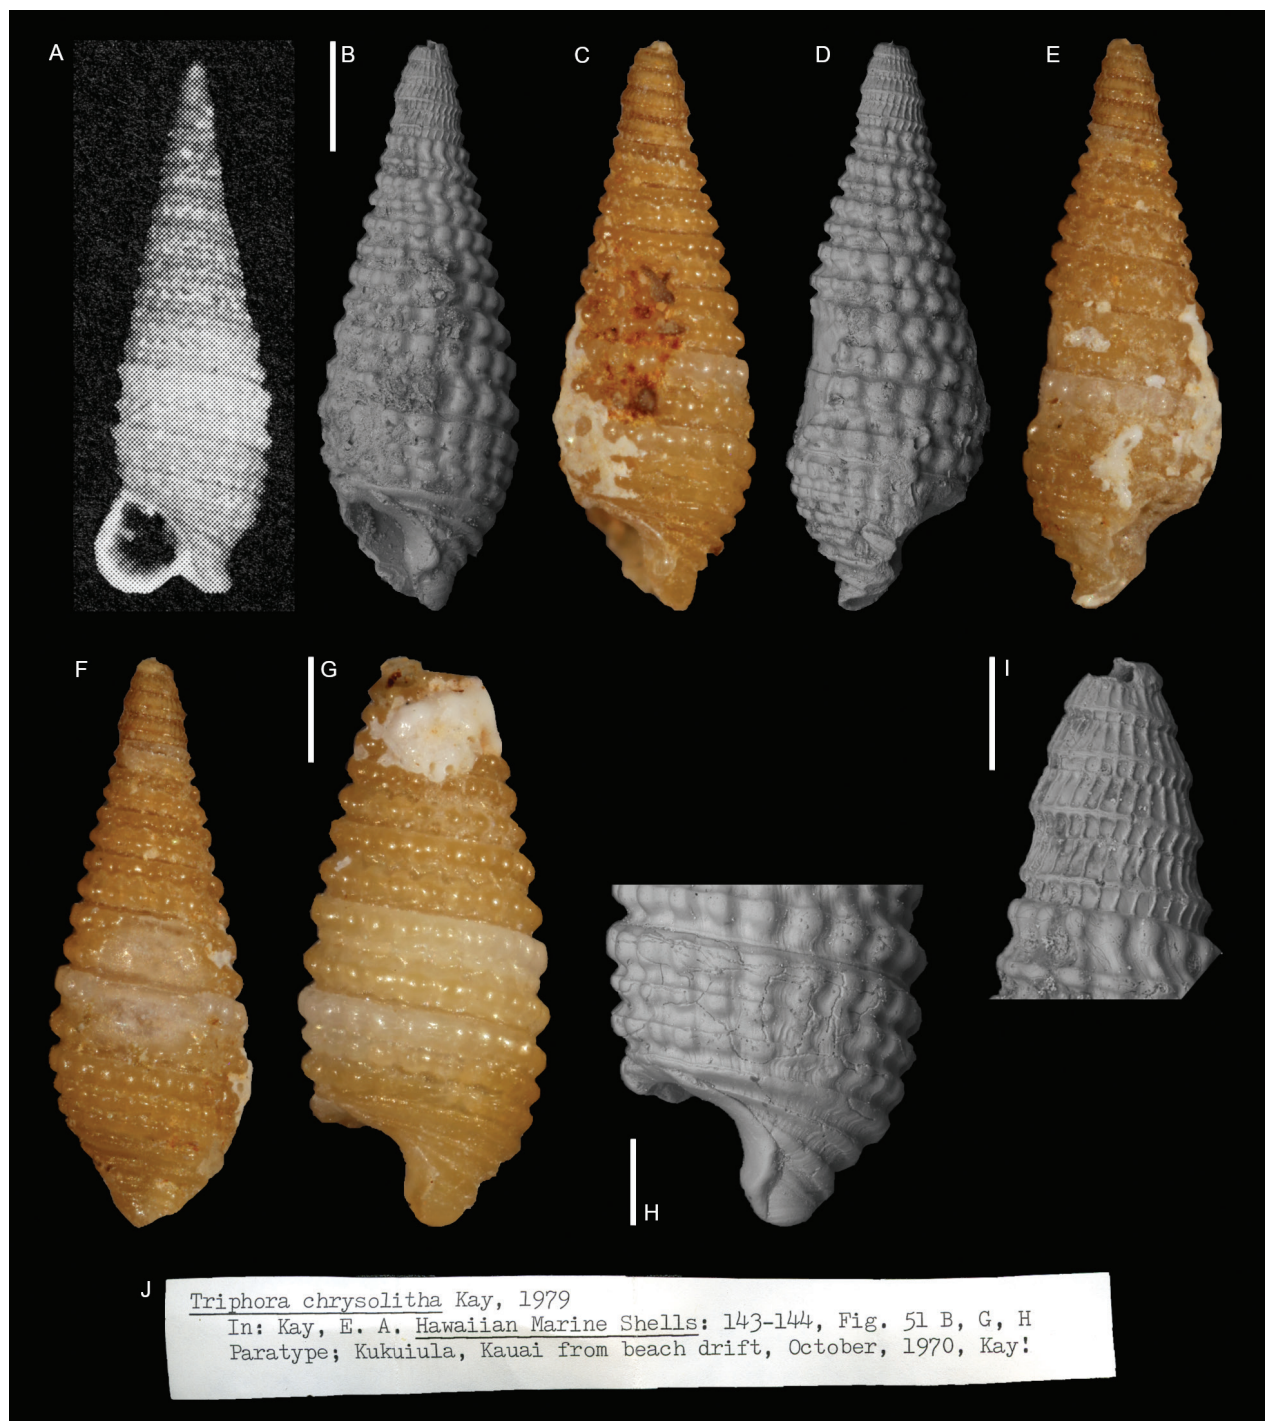 A
B
C
D
E
F
G
H
I
J
Triphora chrysolitha Kay, 1979
In: Kay, E. A. Hawaiian Marine Shells: 143-144, Fig. 51 B, G, H
Paratype; Kukuiula, Kauai from beach drift, October, 1970, Kay!